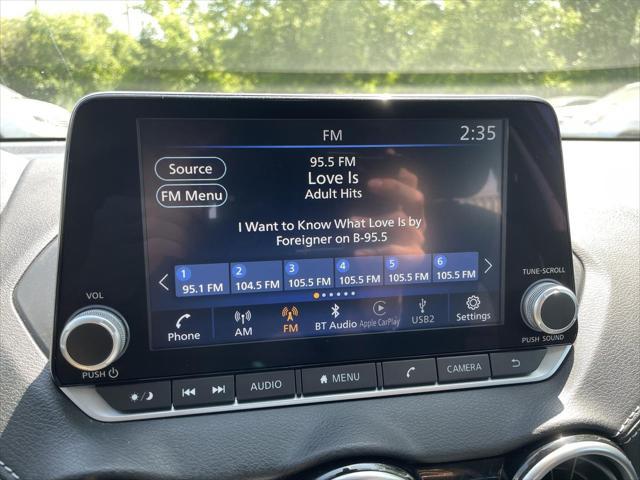 FM
2:35
Source
FM Menu
95.5 FM
Love Is
Adult Hits
I Want to Know What Love Is by
Foreigner on B-95.5
1 95.1 FM
2 104.5 FM
3 105.5 FM
4 105.5 FM
5 105.5 FM
6 105.5 FM
Phone
AM
FM
BT Audio
Apple CarPlay
USB2
Settings
VOL
PUSH
TUNE-SCROLL
PUSH SOUND
AUDIO
MENU
CAMERA